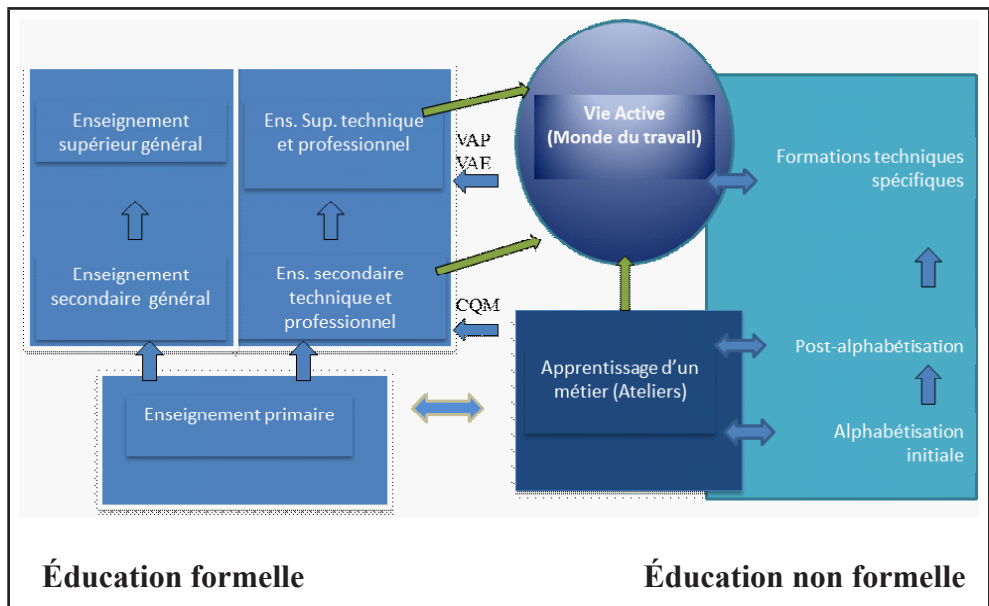 Enseignement
supérieur général
Ens. Sup. technique
et professionnel
VAP
VAE
Vie Active
(Monde du travail)
Formations techniques
spécifiques
Enseignement
secondaire général
Ens. secondaire
technique et
professionnel
CQM
Apprentissage d’un
métier (Ateliers)
Post-alphabétisation
Enseignement primaire
Alphabétisation
initiale
Éducation formelle
Éducation non formelle